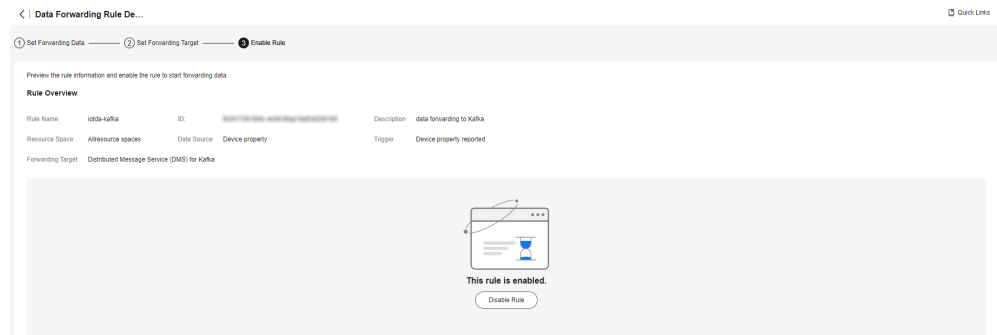 Data Forwarding Rule De...
Quick Links
1 Set Forwarding Data 2 Set Forwarding Target 3 Enable Rule
Preview the rule information and enable the rule to start forwarding data.
Rule Overview
Rule Name iotda-kafka ID: Description data forwarding to Kafka
Resource Space Allresource spaces Data Source Device property Trigger Device property reported
Forwarding Target Distributed Message Service (DMS) for Kafka
This rule is enabled.
Disable Rule